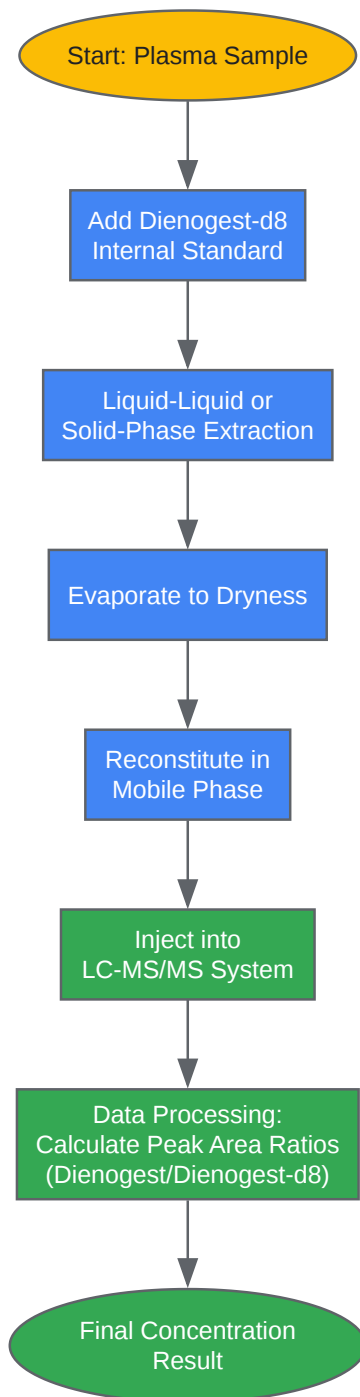 Start: Plasma Sample
Add Dienogest-d8
Internal Standard
Liquid-Liquid or
Solid-Phase Extraction
Evaporate to Dryness
Reconstitute in
Mobile Phase
Inject into
LC-MS/MS System
Data Processing:
Calculate Peak Area Ratios
(Dienogest/Dienogest-d8)
Final Concentration
Result